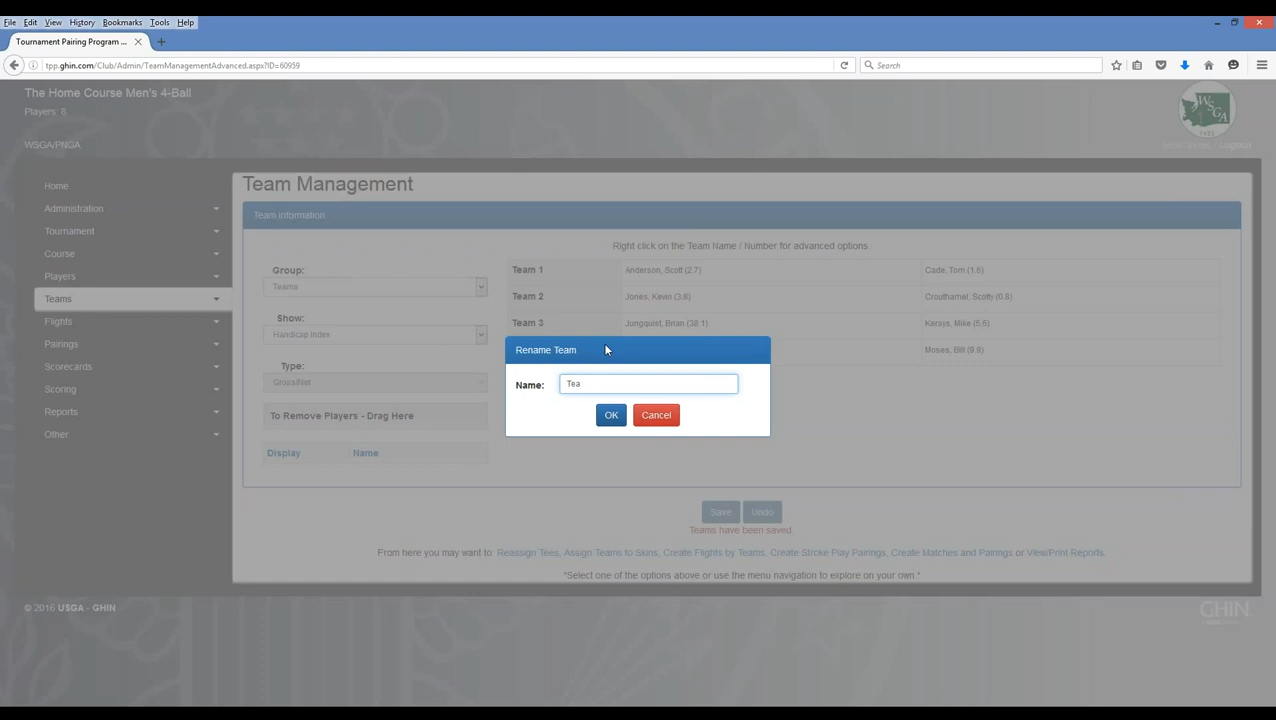 File Edit View History Bookmarks Tools Help
Tournament Pairing Program ...
tpp.ghin.com/Club/Admin/TeamManagementAdvanced.aspx?ID=60959
Search
The Home Course Men's 4-Ball
Players: 8
WSGA
WSGA/PNGA
Logout
Home
Administration
Tournament
Course
Players
Teams
Flights
Pairings
Scorecards
Scoring
Reports
Other
Team Management
Team Information
Right click on the Team Name / Number for advanced options.
Group:
Teams
Show:
Handicap Index
Type:
Gross/Net
To Remove Players - Drag Here
Display Name
Team 1 Anderson, Scott (2.7) Cade, Tom (1.6)
Team 2 Jones, Kevin (3.8) Crouthamel, Scotty (0.8)
Team 3 Jungquist, Brian (38.1) Karays, Mike (5.5)
Moses, Bill (9.9)
Rename Team
Name: Tea
OK Cancel
Save Undo
Teams have been saved.
From here you may want to: Reassign Tees, Assign Teams to Skins, Create Flights by Teams, Create Stroke Play Pairings, Create Matches and Pairings or View/Print Reports.
*Select one of the options above or use the menu navigation to explore on your own *
© 2016 USGA - GHIN
GHIN